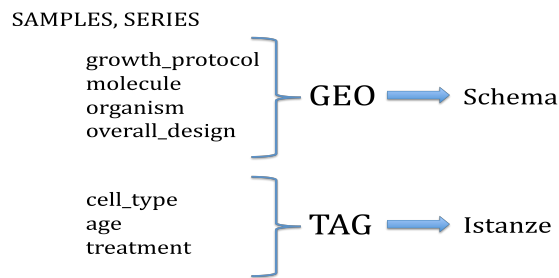 SAMPLES, SERIES
growth_protocol
molecule
organism
overall_design
GEO
Schema
cell_type
age
treatment
TAG
Istanze